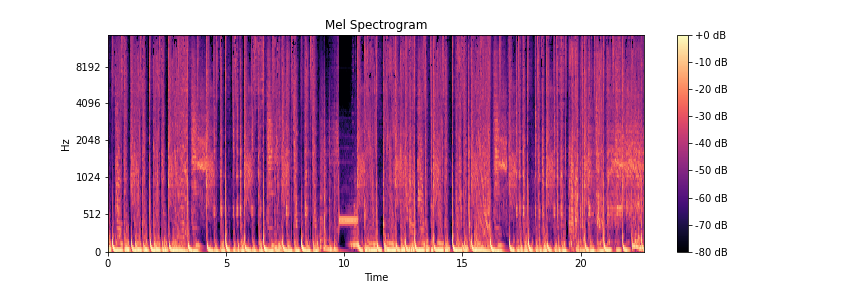 Mel Spectrogram
+0 dB
8192
-10 dB
4096
-20 dB
-30 dB
2048
-40 dB
Hz
1024
-50 dB
-60 dB
512
-70 dB
0
-80 dB
0
5
10
15
20
Time